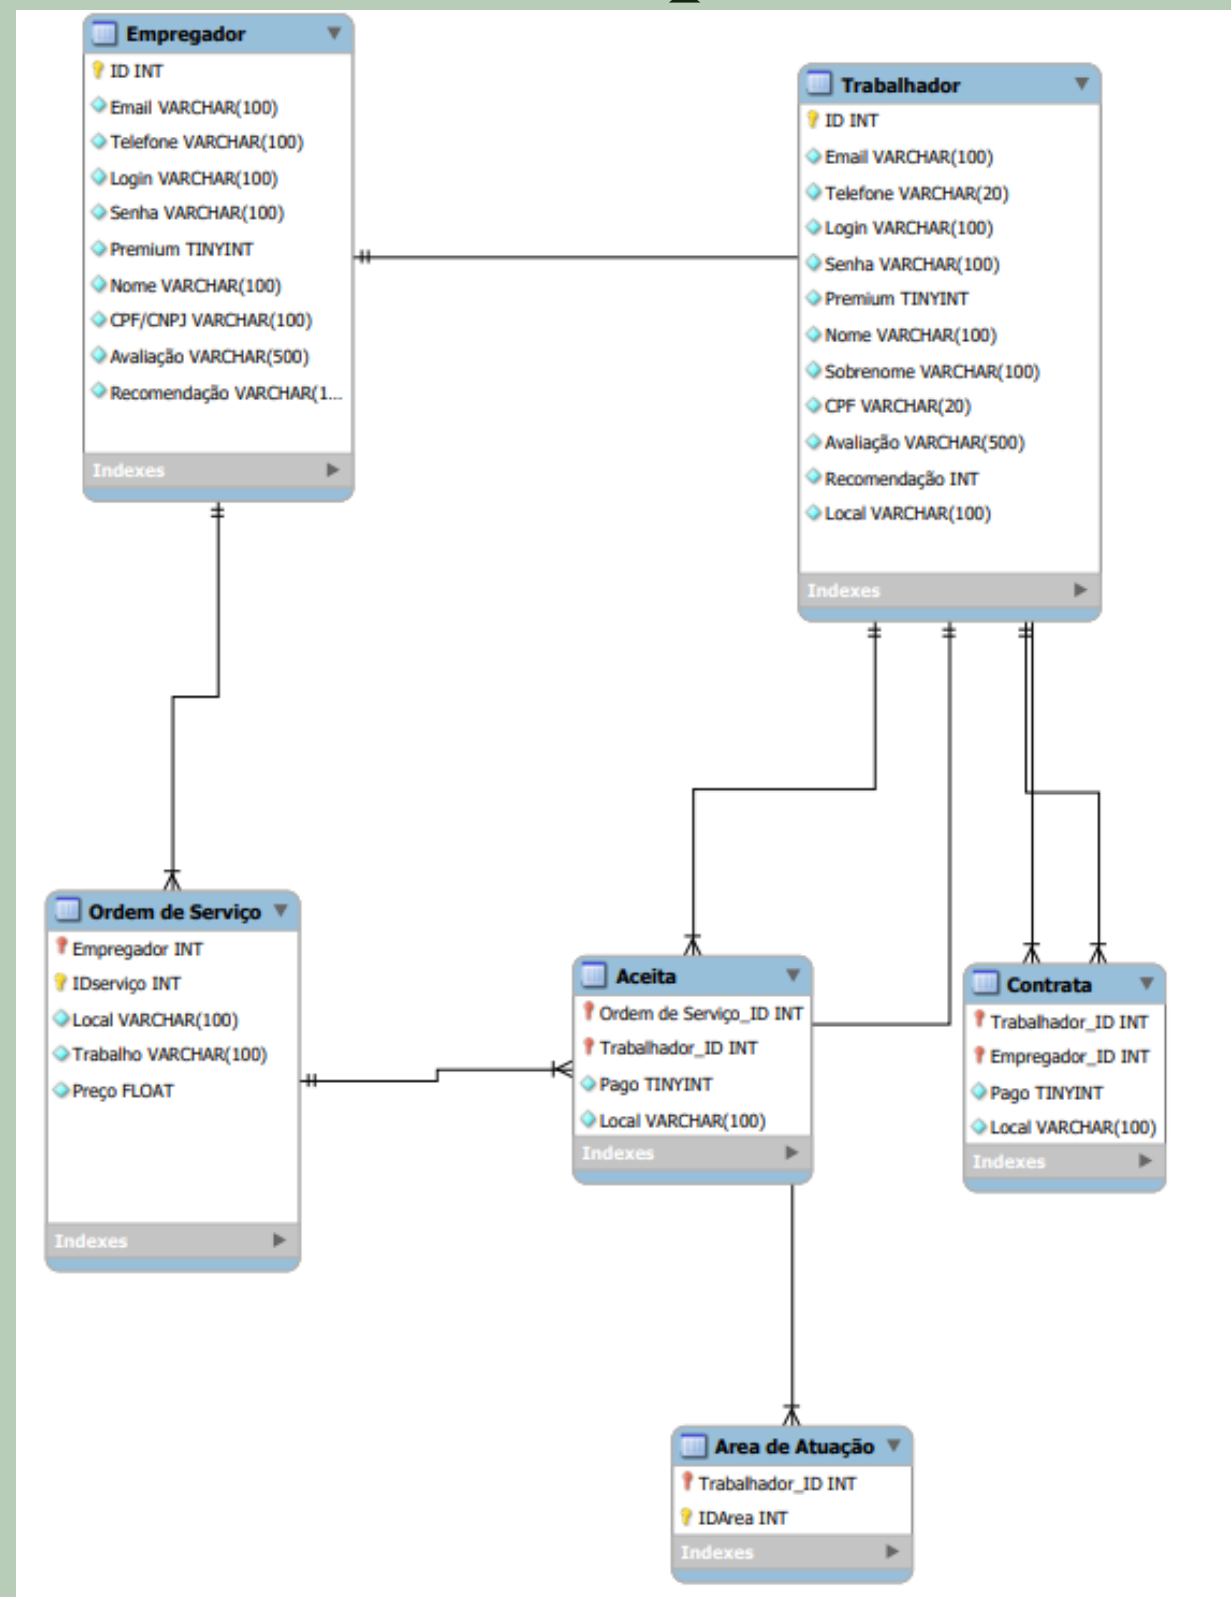 Empregador
ID INT
Email VARCHAR(100)
Telefone VARCHAR(100)
Login VARCHAR(100)
Senha VARCHAR(100)
Premium TINYINT
Nome VARCHAR(100)
CPF/CNPJ VARCHAR(100)
Avaliação VARCHAR(500)
Recomendação VARCHAR(1...
Indexes
Trabalhador
ID INT
Email VARCHAR(100)
Telefone VARCHAR(20)
Login VARCHAR(100)
Senha VARCHAR(100)
Premium TINYINT
Nome VARCHAR(100)
Sobrenome VARCHAR(100)
CPF VARCHAR(20)
Avaliação VARCHAR(500)
Recomendação INT
Local VARCHAR(100)
Indexes
Ordem de Serviço
Empregador INT
IDserviço INT
Local VARCHAR(100)
Trabalho VARCHAR(100)
Preço FLOAT
Indexes
Aceita
Ordem de Serviço_ID INT
Trabalhador_ID INT
Pago TINYINT
Local VARCHAR(100)
Indexes
Contrata
Trabalhador_ID INT
Empregador_ID INT
Pago TINYINT
Local VARCHAR(100)
Indexes
Area de Atuação
Trabalhador_ID INT
IDArea INT
Indexes